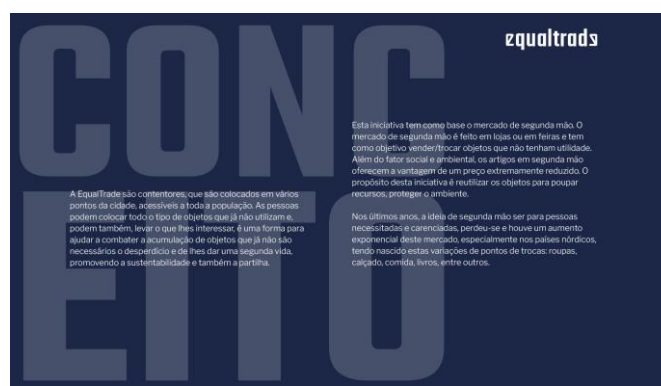 CONC
EITO
equaltrade
A EqualTrade são contentores, que são colocados em vários
pontos da cidade, acessíveis a toda a população. As pessoas
podem colocar todo o tipo de objetos que já não utilizam e,
podem também, levar o que lhes interessar, é uma forma para
ajudar a combater a acumulação de objetos que já não são
necessários o desperdício e de lhes dar uma segunda vida,
promovendo a sustentabilidade e também a partilha.
Esta iniciativa tem como base o mercado de segunda mão. O
mercado de segunda mão é feito em lojas ou em feiras e tem
como objetivo vender/trocar objetos que não tenham utilidade.
Além do fator social e ambiental, os artigos em segunda mão
oferecem a vantagem de um preço extremamente reduzido. O
propósito desta iniciativa é reutilizar os objetos para poupar
recursos, proteger o ambiente.
Nos últimos anos, a ideia de segunda mão ser para pessoas
necessitadas e carenciadas, perdeu-se e houve um aumento
exponencial deste mercado, especialmente nos países nórdicos,
tendo nascido estas variações de pontos de trocas: roupas,
calçado, comida, livros, entre outros.